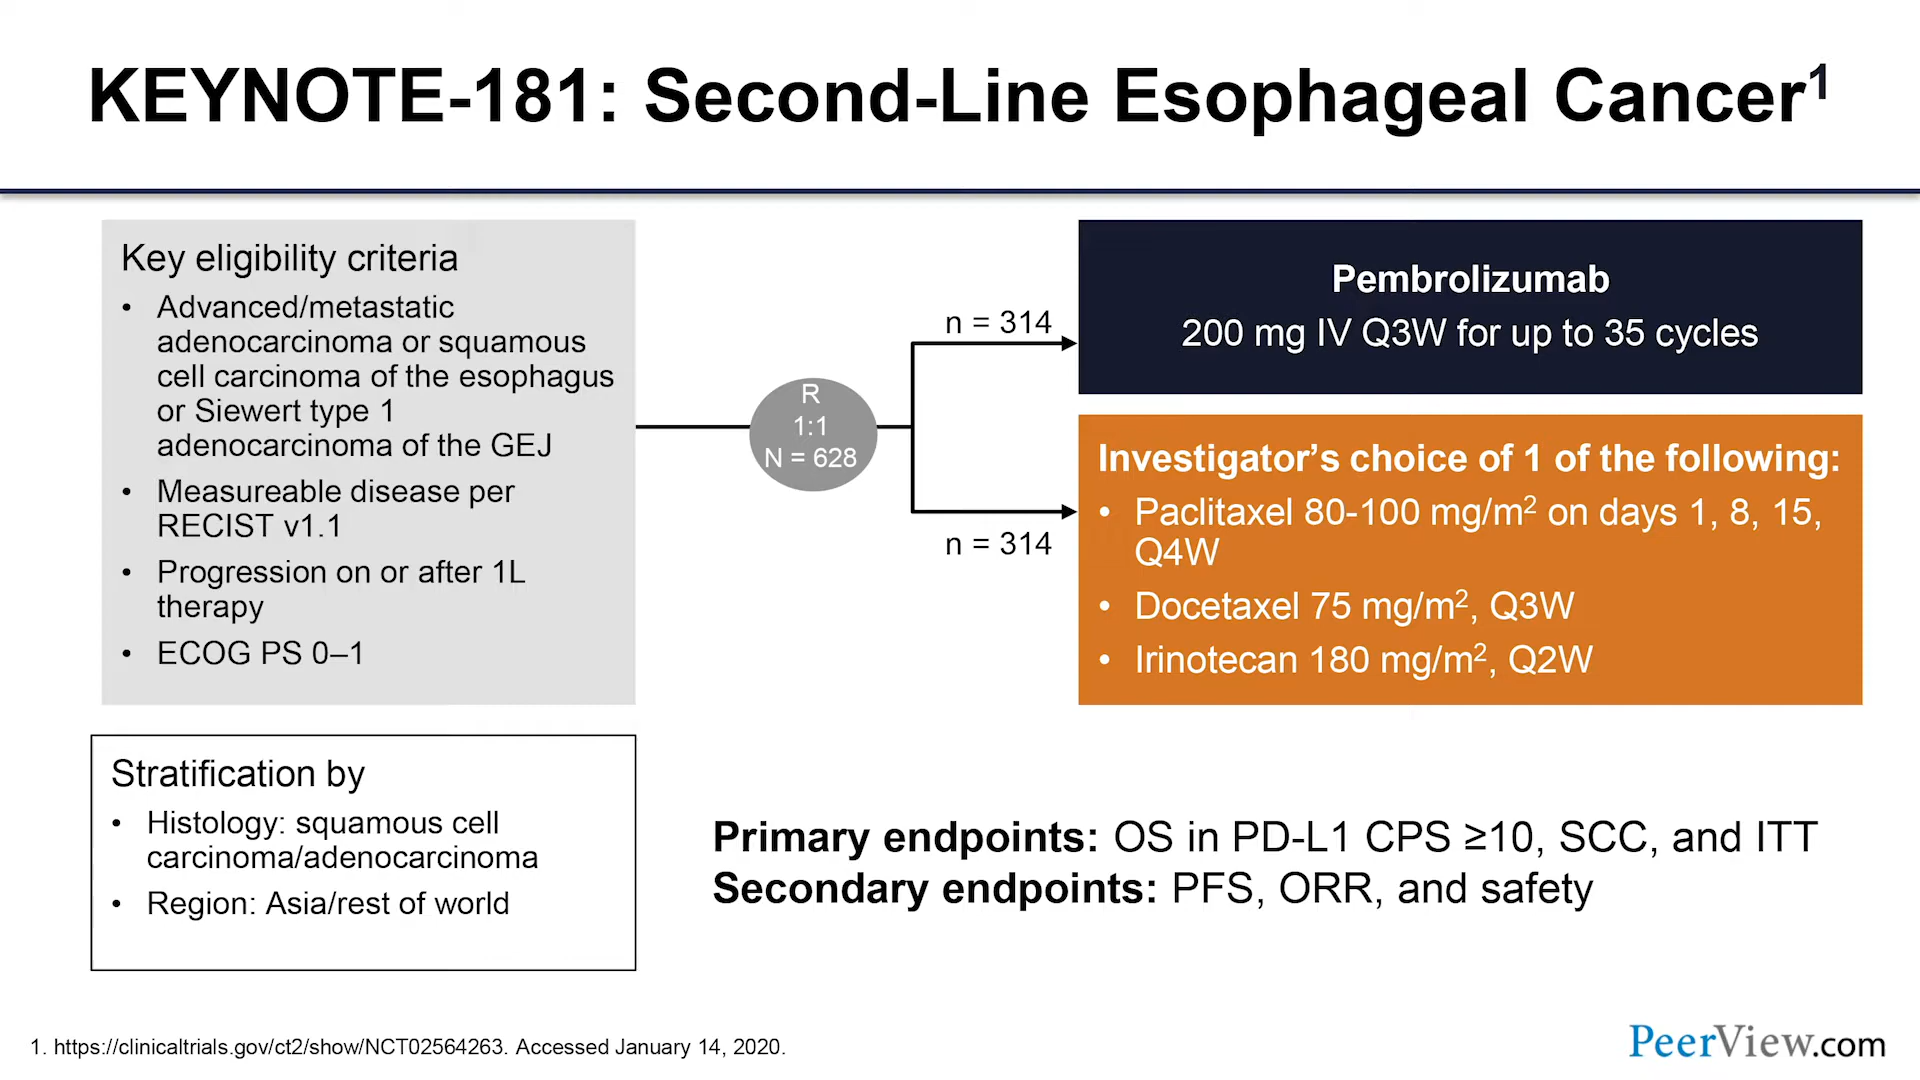 KEYNOTE-181: Second-Line Esophageal Cancer¹
Key eligibility criteria
• Advanced/metastatic
adenocarcinoma or squamous
cell carcinoma of the esophagus
or Siewert type 1
adenocarcinoma of the GEJ
• Measureable disease per
RECIST v1.1
• Progression on or after 1L
therapy
• ECOG PS 0–1
R
1:1
N = 628
n = 314
n = 314
Pembrolizumab
200 mg IV Q3W for up to 35 cycles
Investigator’s choice of 1 of the following:
• Paclitaxel 80-100 mg/m² on days 1, 8, 15,
Q4W
• Docetaxel 75 mg/m², Q3W
• Irinotecan 180 mg/m², Q2W
Stratification by
• Histology: squamous cell
carcinoma/adenocarcinoma
• Region: Asia/rest of world
Primary endpoints: OS in PD-L1 CPS ≥10, SCC, and ITT
Secondary endpoints: PFS, ORR, and safety
1. https://clinicaltrials.gov/ct2/show/NCT02564263. Accessed January 14, 2020.
PeerView.com